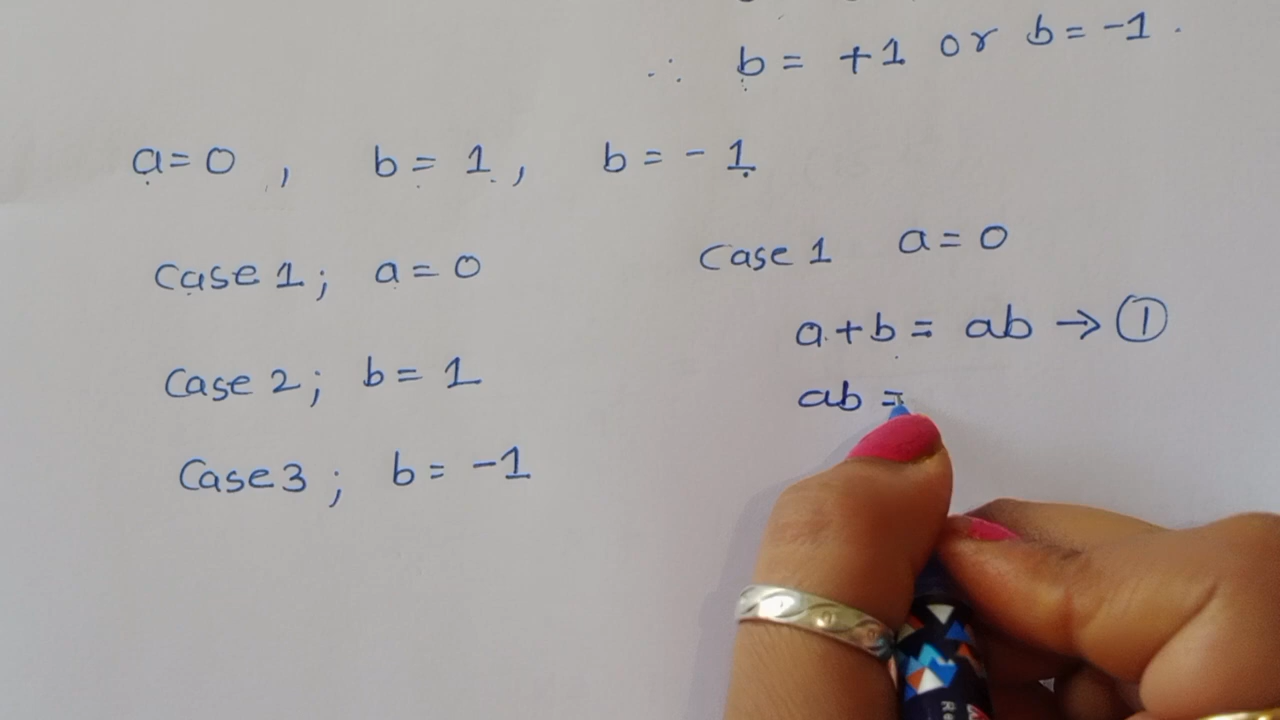 ∴ b = +1 or b = -1 .
a = 0 , b = 1 , b = - 1
Case 1 ; a = 0
Case 2 ; b = 1
Case 3 ; b = -1
Case 1 a = 0
a + b = ab → ①
ab =